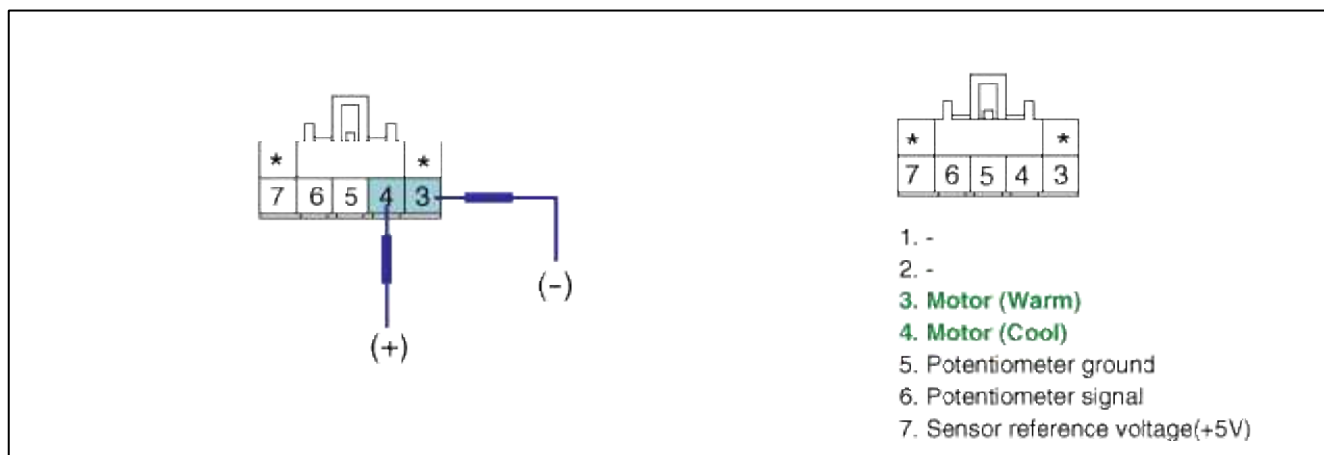 * *
7 6 5 4 3
(-)
(+)
* *
7 6 5 4 3
1. -
2. -
3. Motor (Warm)
4. Motor (Cool)
5. Potentiometer ground
6. Potentiometer signal
7. Sensor reference voltage(+5V)